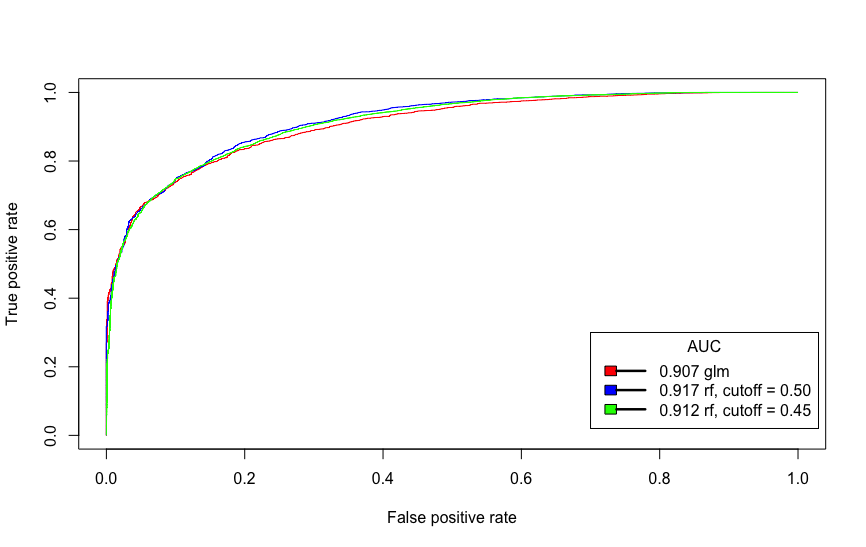 True positive rate
1.0
0.8
0.6
0.4
0.2
0.0
AUC
0.907 glm
0.917 rf, cutoff = 0.50
0.912 rf, cutoff = 0.45
0.0 0.2 0.4 0.6 0.8 1.0
False positive rate